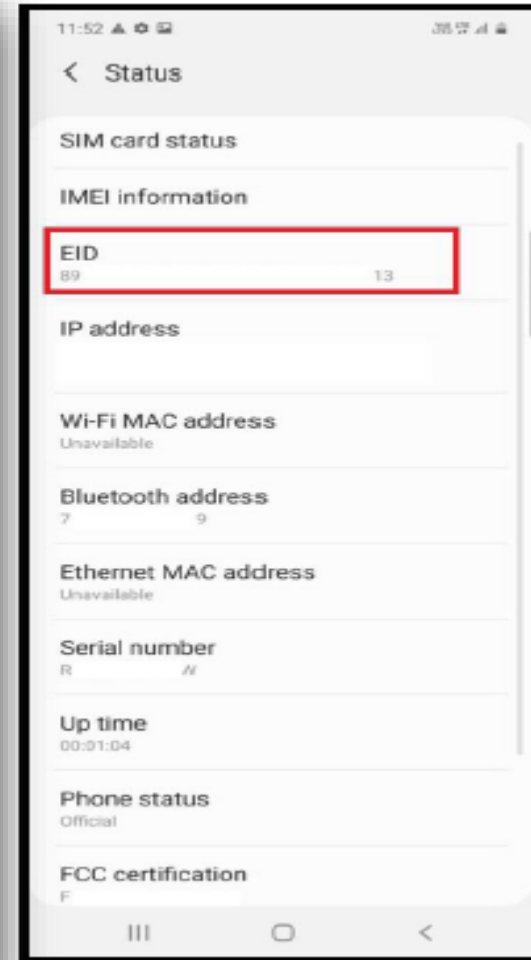 11:52
Status
SIM card status
IMEI information
EID
89 13
IP address
Wi-Fi MAC address
Unavailable
Bluetooth address
7 9
Ethernet MAC address
Unavailable
Serial number
R N
Up time
00:01:04
Phone status
Official
FCC certification
F